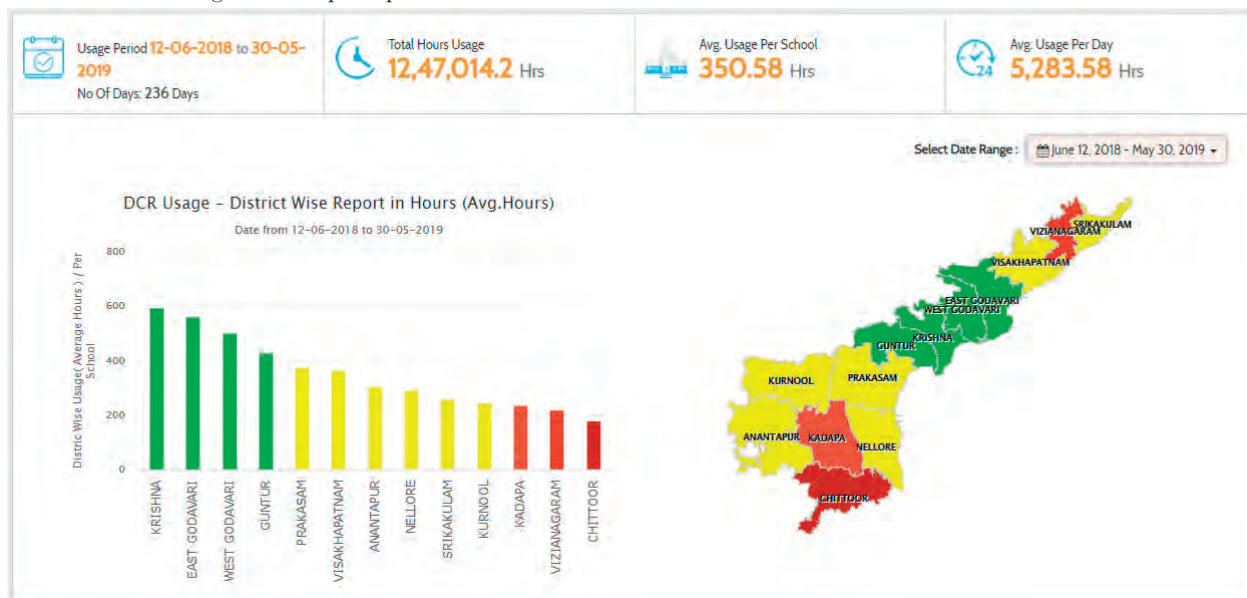 Usage Period 12-06-2018 to 30-05-
2019
No Of Days: 236 Days
Total Hours Usage
12,47,014.2 Hrs
Avg. Usage Per School
350.58 Hrs
24
Avg. Usage Per Day
5,283.58 Hrs
Select Date Range :
June 12, 2018 - May 30, 2019
DCR Usage - District Wise Report in Hours (Avg.Hours)
Date from 12-06-2018 to 30-05-2019
Distric Wise Usage( Average Hours ) / Per
School
800
600
400
200
0
KRISHNA
EAST GODAVARI
WEST GODAVARI
GUNTUR
PRAKASAM
VISAKHAPATNAM
ANANTAPUR
NELLORE
SRIKAKULAM
KURNOOL
KADAPA
VIZIANAGARAM
CHITTOOR
SRIKAKULAM
VIZIANAGARAM
VISAKHAPATNAM
EAST GODAVARI
WEST GODAVARI
KRISHNA
GUNTUR
PRAKASAM
KURNOOL
ANANTAPUR
KADAPA
NELLORE
CHITTOOR